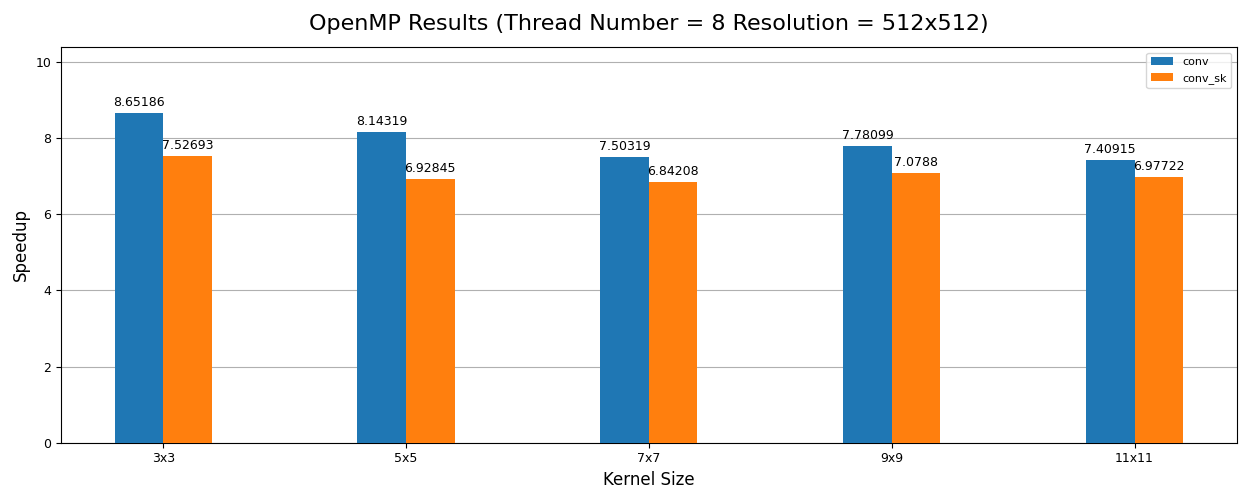 OpenMP Results (Thread Number = 8 Resolution = 512x512)
conv
conv_sk
Speedup
10
8
6
4
2
0
8.65186
7.52693
8.14319
6.92845
7.50319
6.84208
7.78099
7.0788
7.40915
6.97722
3x3
5x5
7x7
9x9
11x11
Kernel Size